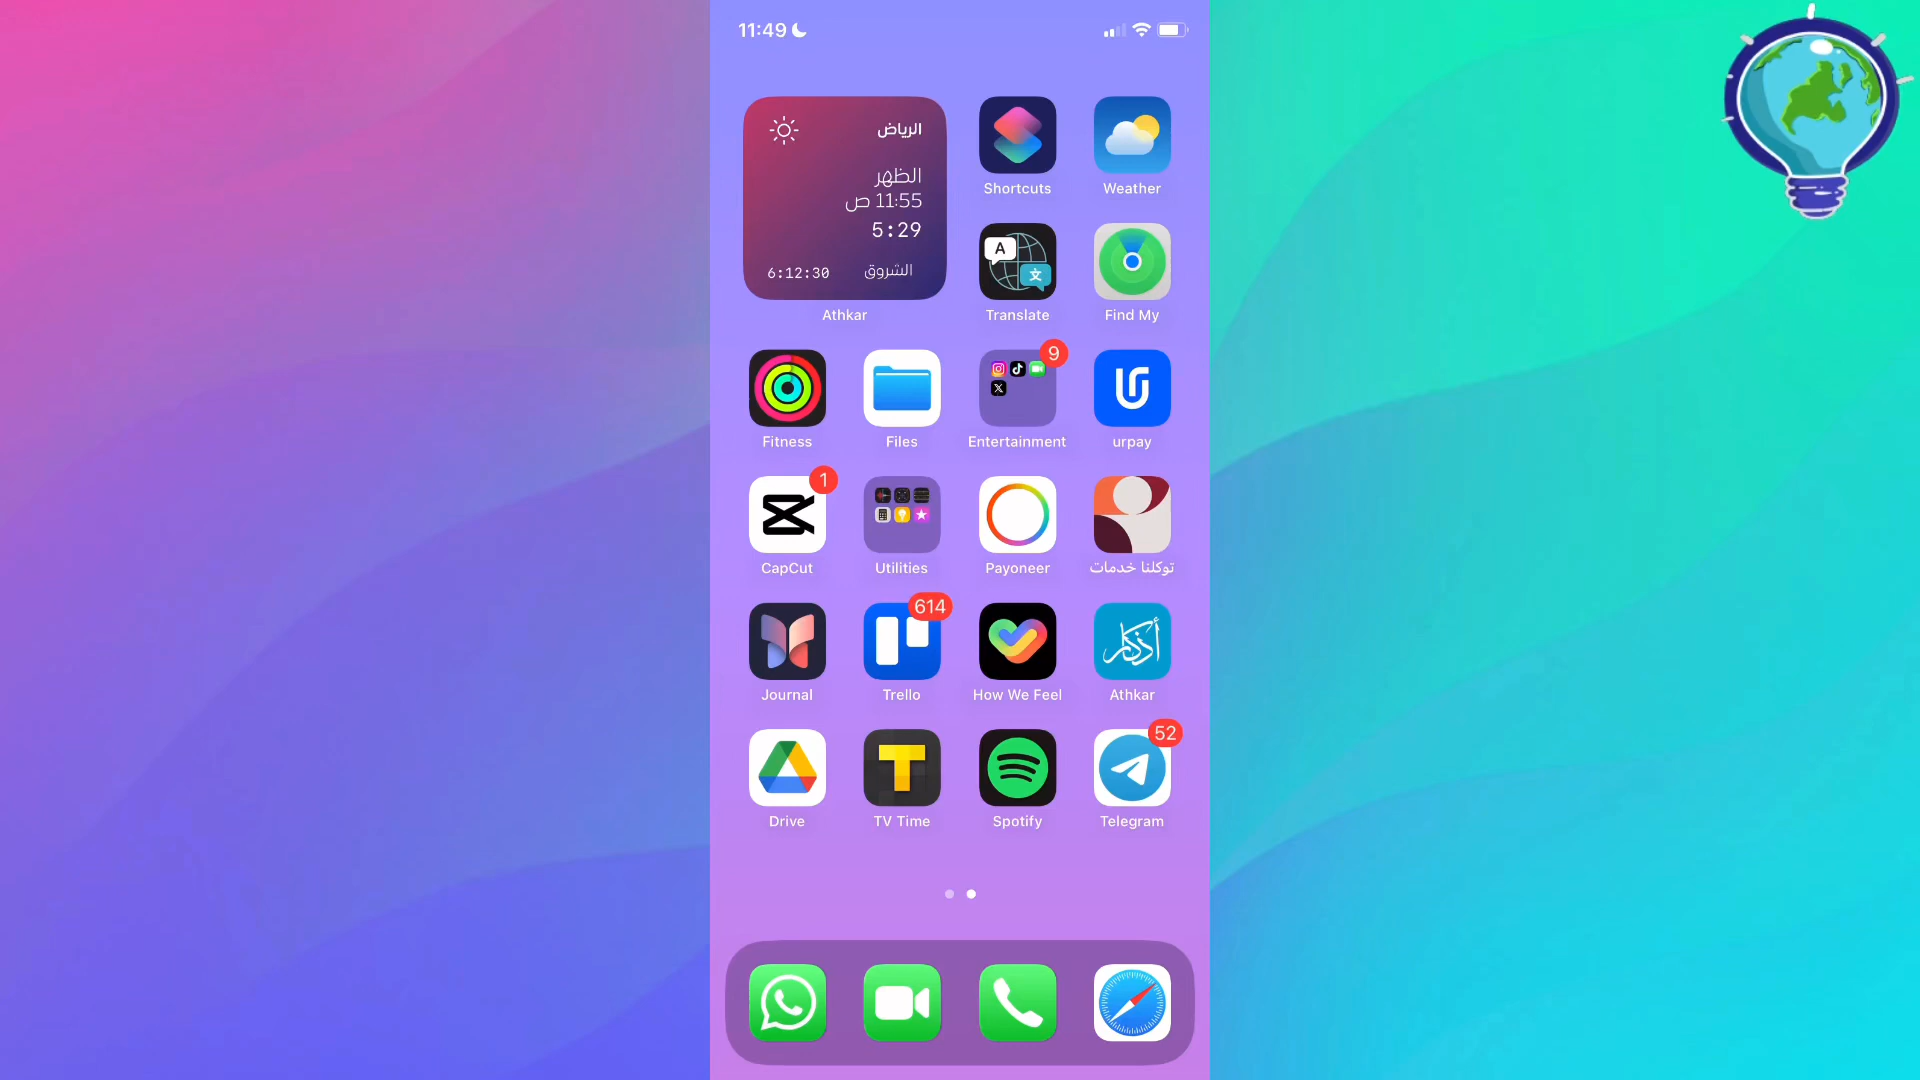 11:49
الرياض
الظهر
11:55 ص
5:29
الشروق 6:12:30
Athkar
Shortcuts
Weather
A
文
Translate
Find My
Fitness
Files
9
Entertainment
urpay
1
CapCut
Utilities
Payoneer
توكلنا خدمات
Journal
614
Trello
How We Feel
أذكار
Athkar
Drive
T
TV Time
Spotify
52
Telegram